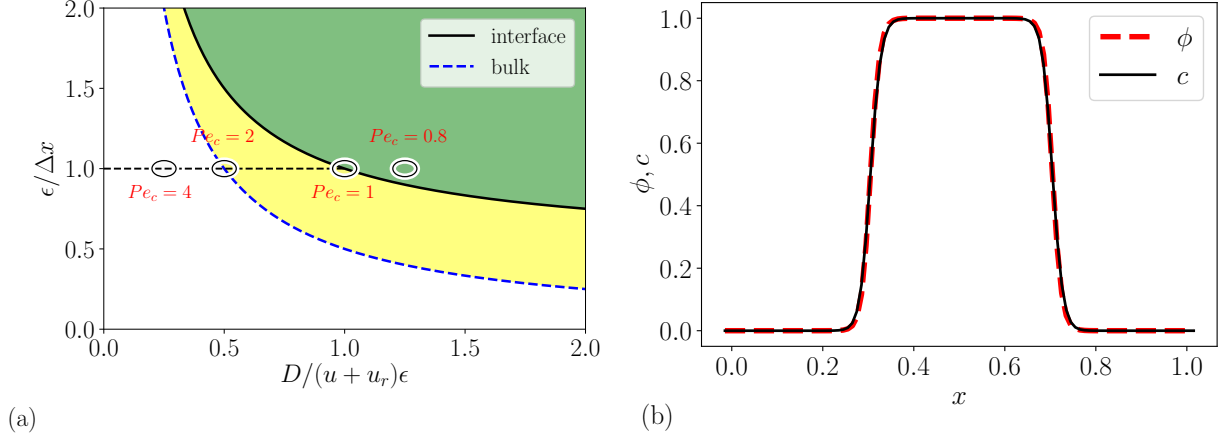 2.0
1.5
1.0
0.5
0.0
ϵ/Δx
0.0 0.5 1.0 1.5 2.0
D/(u + u_r)ϵ
interface
bulk
Pe_c = 2
Pe_c = 0.8
Pe_c = 4
Pe_c = 1
(a)
1.0
0.8
0.6
0.4
0.2
0.0
ϕ, c
0.0 0.2 0.4 0.6 0.8 1.0
x
ϕ
c
(b)